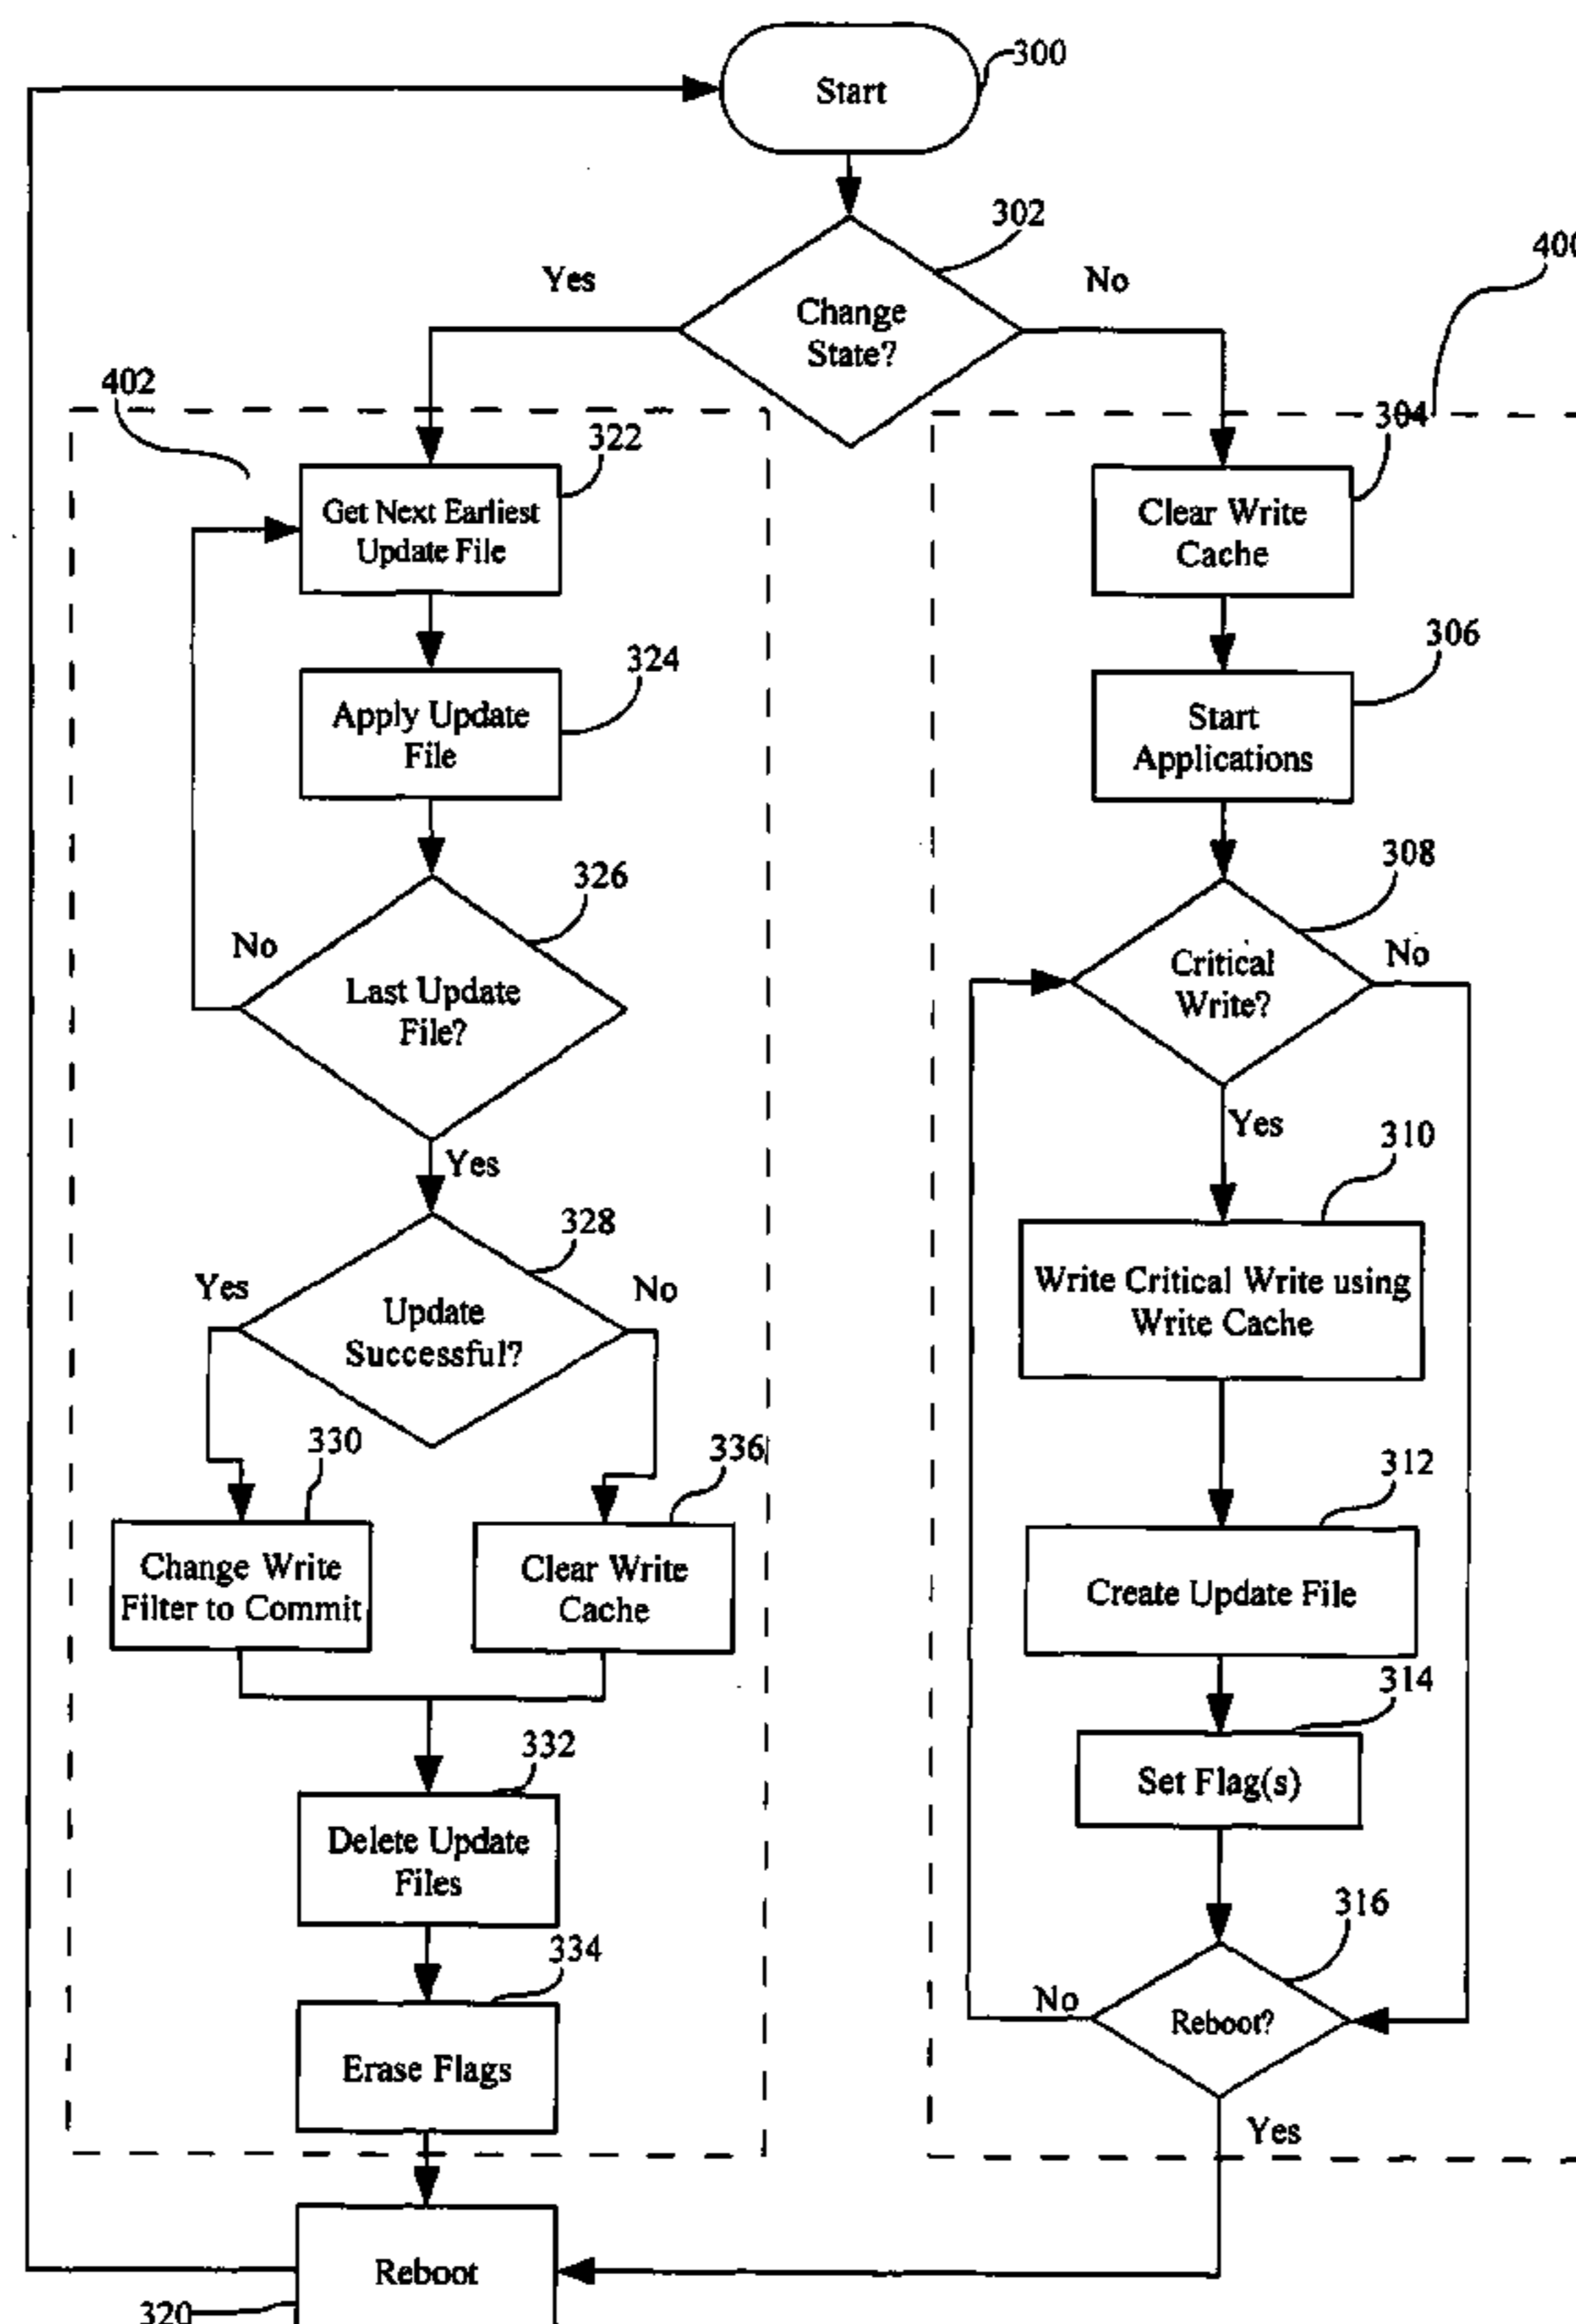 Start
300
302
Yes
No
Change
State?
402
304
322
Get Next Earliest
Update File
Clear Write
Cache
306
324
Apply Update
File
Start
Applications
308
326
No
No
Critical
Write?
Last Update
File?
Yes
310
Yes
328
Yes
No
Write Critical Write using
Write Cache
Update
Successful?
330
336
312
Change Write
Filter to Commit
Clear Write
Cache
Create Update File
314
332
Set Flag(s)
Delete Update
Files
316
334
No
Reboot?
Erase Flags
Yes
Reboot
320